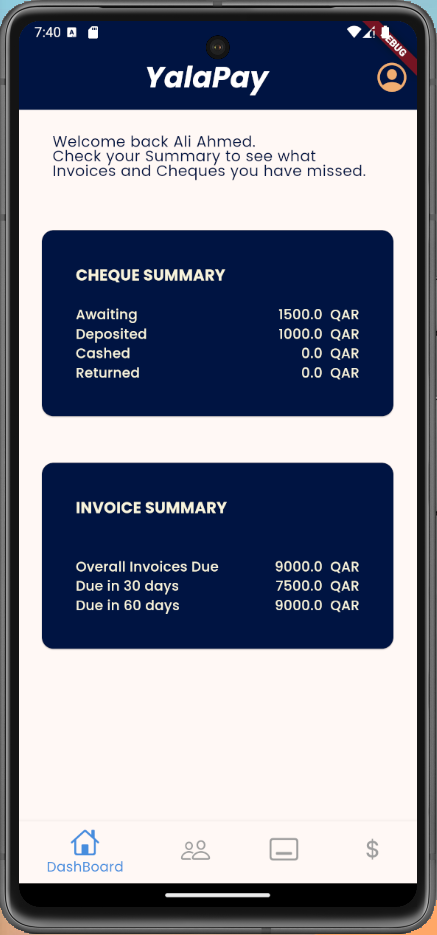 7:40 A
DEBUG
YalaPay
Welcome back Ali Ahmed.
Check your Summary to see what
Invoices and Cheques you have missed.
CHEQUE SUMMARY
Awaiting 1500.0 QAR
Deposited 1000.0 QAR
Cashed 0.0 QAR
Returned 0.0 QAR
INVOICE SUMMARY
Overall Invoices Due 9000.0 QAR
Due in 30 days 7500.0 QAR
Due in 60 days 9000.0 QAR
$
DashBoard